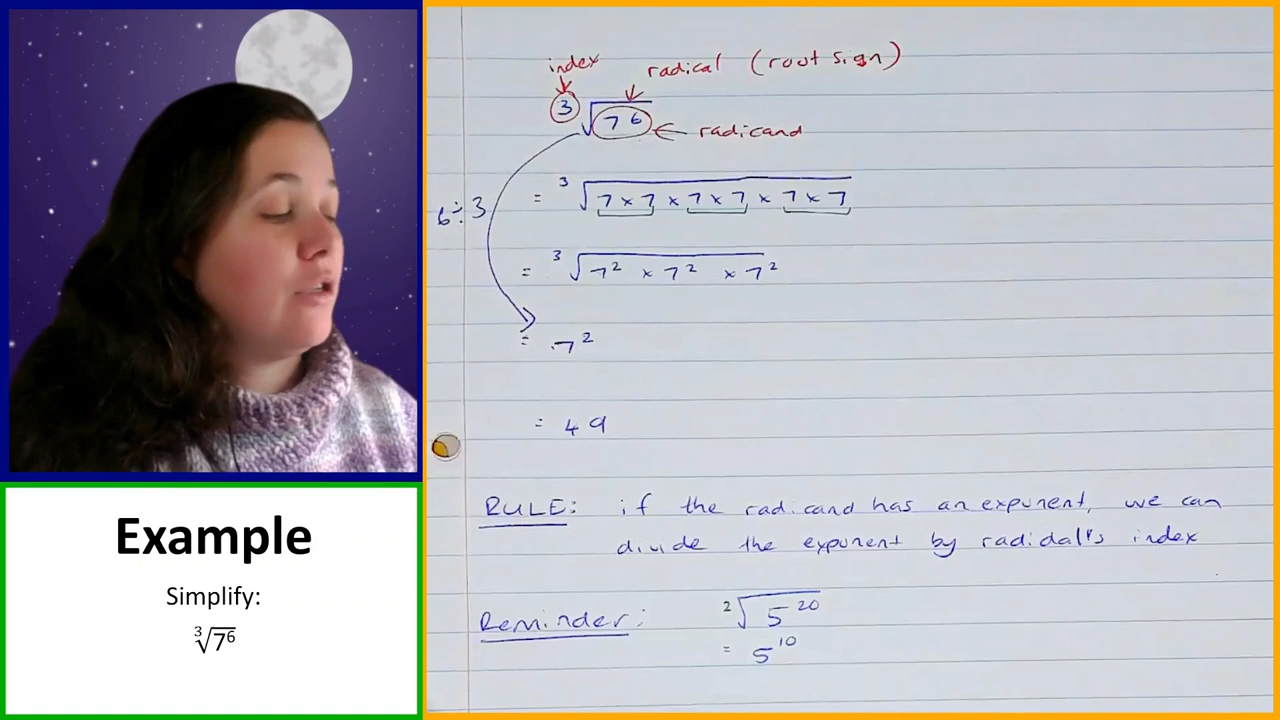 index
radical (root sign)
³√7⁶
radicand
6÷3
= ³√7×7×7×7×7×7
= ³√7² × 7² × 7²
= 7²
= 49
RULE: if the radicand has an exponent, we can
divide the exponent by radidal's index
Reminder: ²√5²⁰
= 5¹⁰
Example
Simplify:
³√7⁶